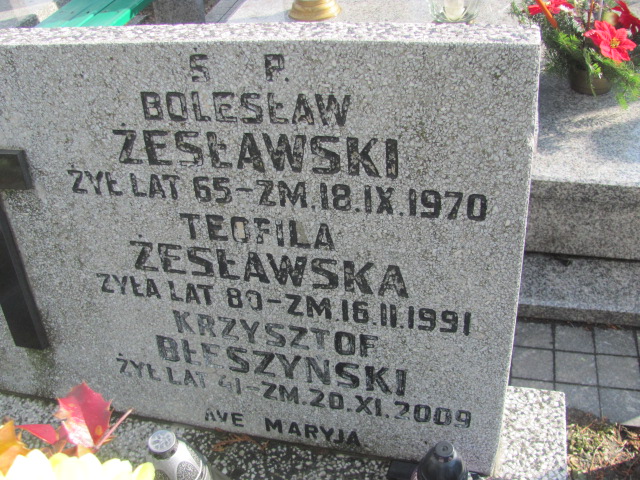 Ś P.
BOLESŁAW
ZESŁAWSKI
ŻYŁ LAT 65 - ZM. 18. IX. 1970
TEOFILA
ZESŁAWSKA
ŻYŁA LAT 80 - ZM. 16. 11. 1991
KRZYSZTOF
BŁESZYŃSKI
ŻYŁ LAT 41 - ZM. 20. XI. 2009
AVE MARYJA